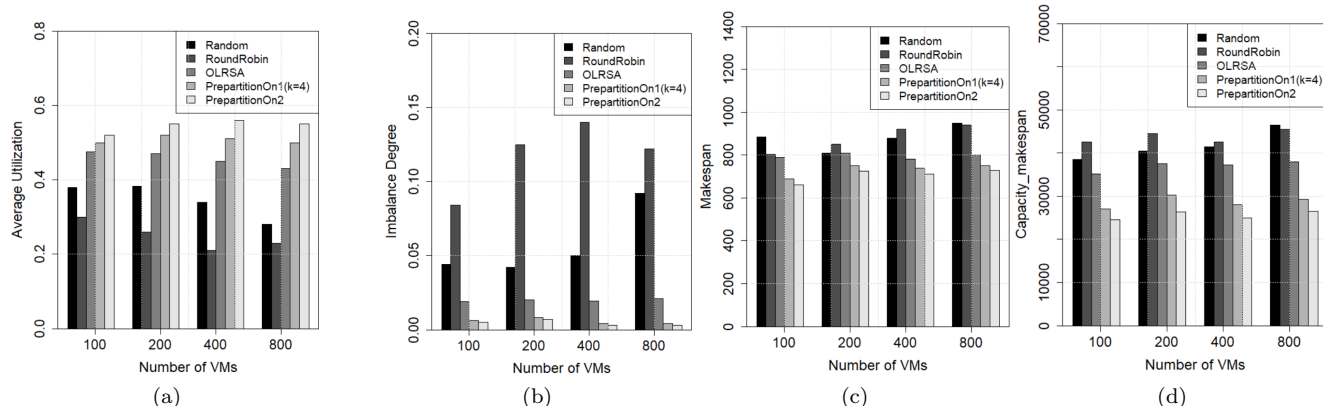 Average Utilization
0.8
0.6
0.4
0.2
0.0
Random
RoundRobin
OLRSA
PrepartitionOn1(k=4)
PrepartitionOn2
100 200 400 800
Number of VMs
(a)
Imbalance Degree
0.20
0.15
0.10
0.05
0.00
Random
RoundRobin
OLRSA
PrepartitionOn1(k=4)
PrepartitionOn2
100 200 400 800
Number of VMs
(b)
Makespan
1400
1200
1000
800
600
400
200
0
Random
RoundRobin
OLRSA
PrepartitionOn1(k=4)
PrepartitionOn2
100 200 400 800
Number of VMs
(c)
Capacity_makespan
70000
50000
30000
10000
0
Random
RoundRobin
OLRSA
PrepartitionOn1(k=4)
PrepartitionOn2
100 200 400 800
Number of VMs
(d)